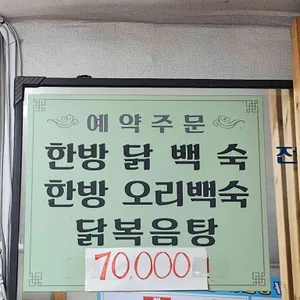 예약주문
한방 닭 백 숙
한방 오리백숙
닭복음탕
70,000
전